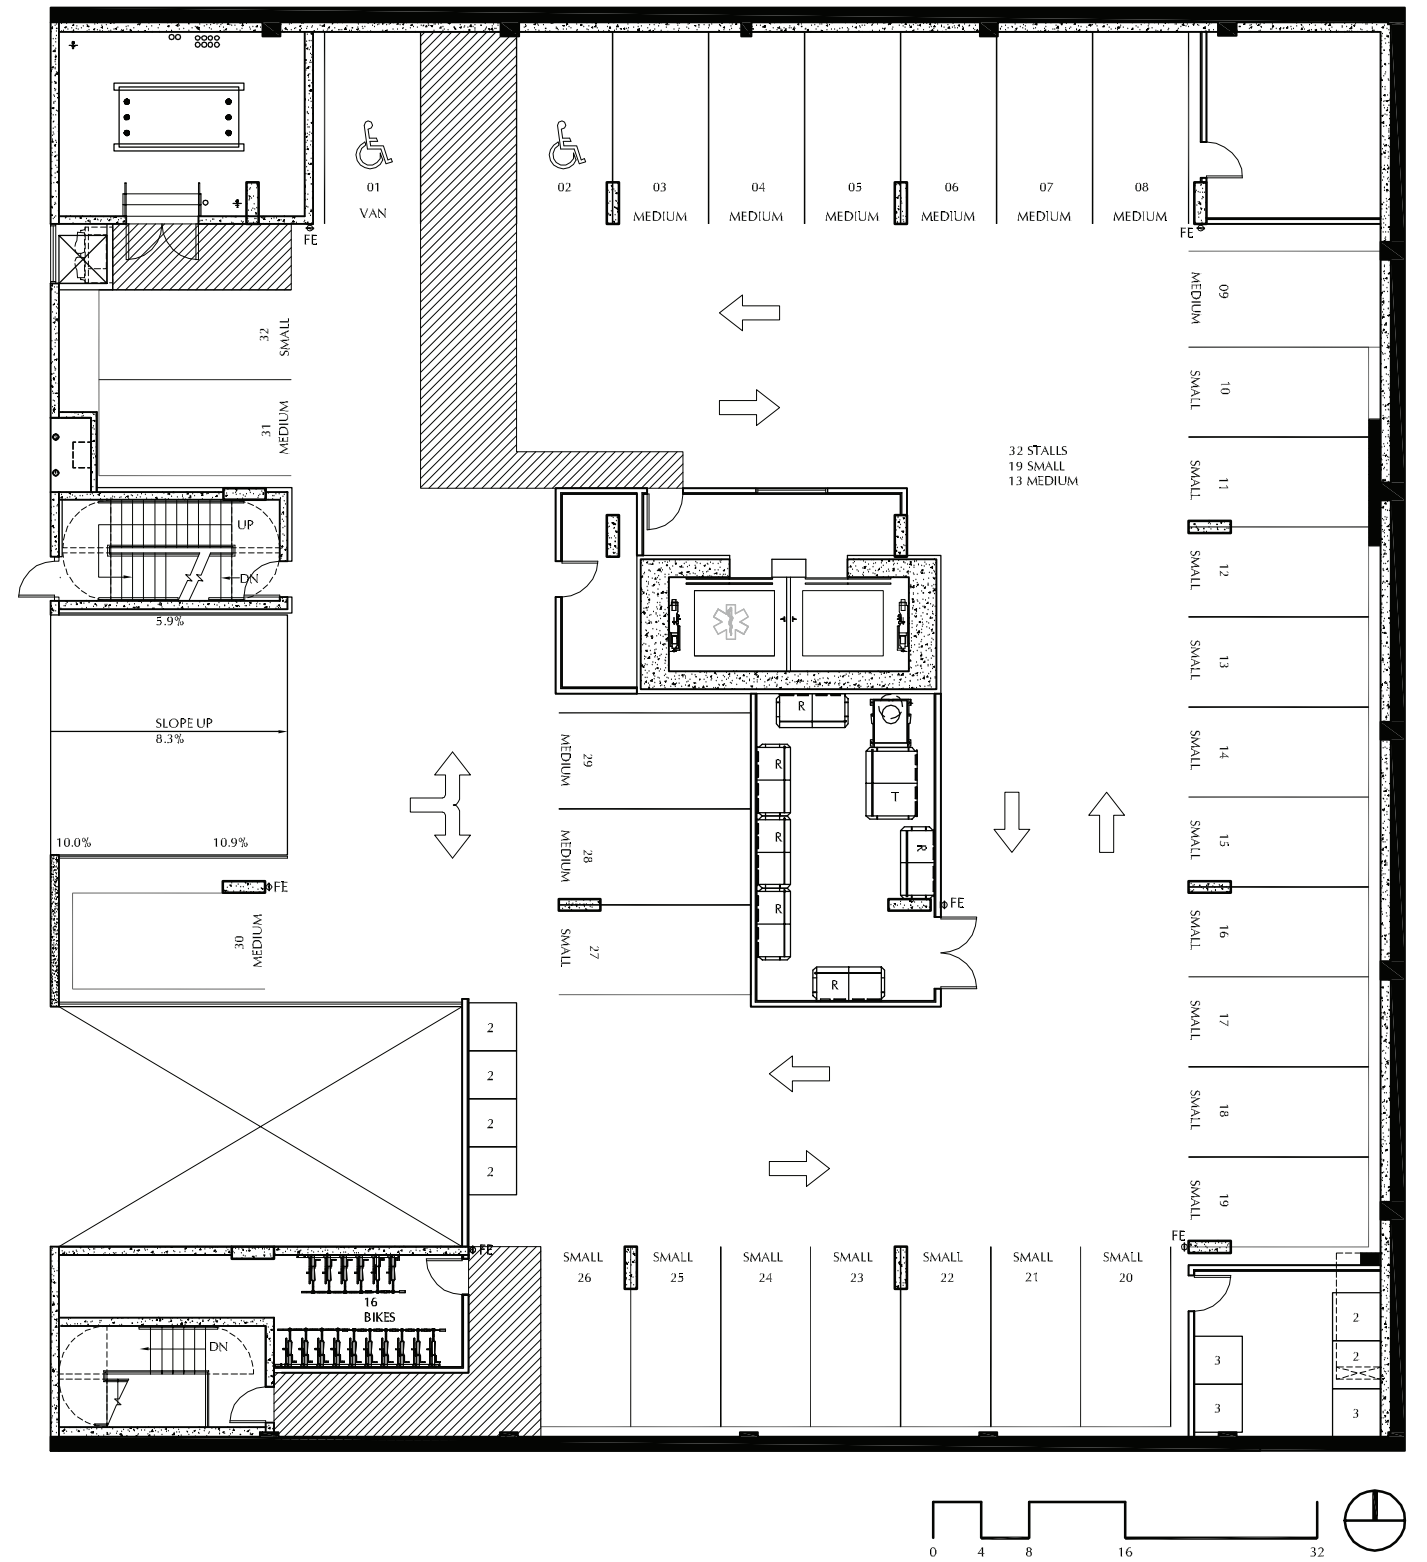 01
VAN
02
03
MEDIUM
04
MEDIUM
05
MEDIUM
06
MEDIUM
07
MEDIUM
08
MEDIUM
FE
FE
09
MEDIUM
32
SMALL
10
SMALL
31
MEDIUM
32 STALLS
19 SMALL
13 MEDIUM
11
SMALL
UP
DN
12
SMALL
5.9%
13
SMALL
SLOPE UP
8.3%
R
29
MEDIUM
R
T
14
SMALL
10.0%
10.9%
28
MEDIUM
R
R
15
SMALL
FE
R
FE
30
MEDIUM
27
SMALL
16
SMALL
R
2
2
2
2
17
SMALL
18
SMALL
19
SMALL
FE
FE
SMALL
26
SMALL
25
SMALL
24
SMALL
23
SMALL
22
SMALL
21
SMALL
20
16
BIKES
DN
2
2
3
3
3
0 4 8 16 32